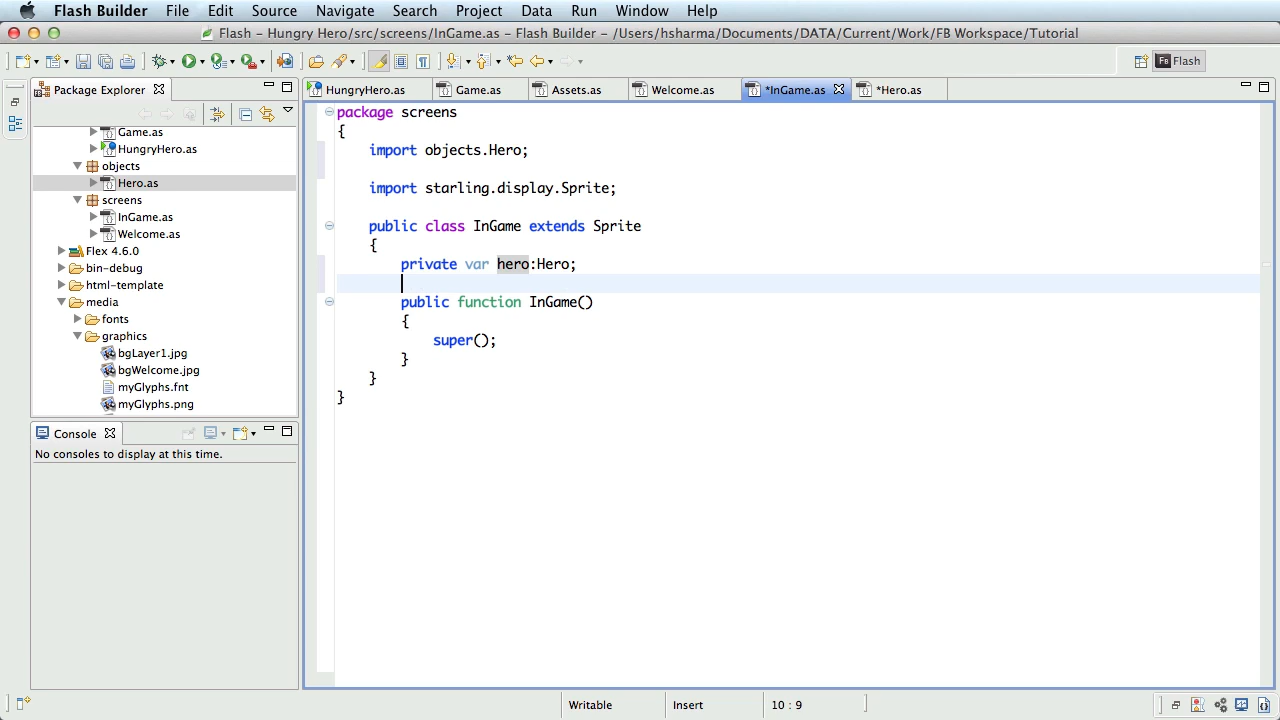 Flash Builder File Edit Source Navigate Search Project Data Run Window Help
Flash - Hungry Hero/src/screens/InGame.as - Flash Builder - /Users/hsharma/Documents/DATA/Current/Work/FB Workspace/Tutorial
Flash
Package Explorer
HungryHero.as Game.as Assets.as Welcome.as *InGame.as *Hero.as
Game.as
HungryHero.as
objects
Hero.as
screens
InGame.as
Welcome.as
Flex 4.6.0
bin-debug
html-template
media
fonts
graphics
bgLayer1.jpg
bgWelcome.jpg
myGlyphs.fnt
myGlyphs.png
Console
No consoles to display at this time.
package screens
{
import objects.Hero;
import starling.display.Sprite;
public class InGame extends Sprite
{
private var hero:Hero;
public function InGame()
{
super();
}
}
}
Writable Insert 10 : 9